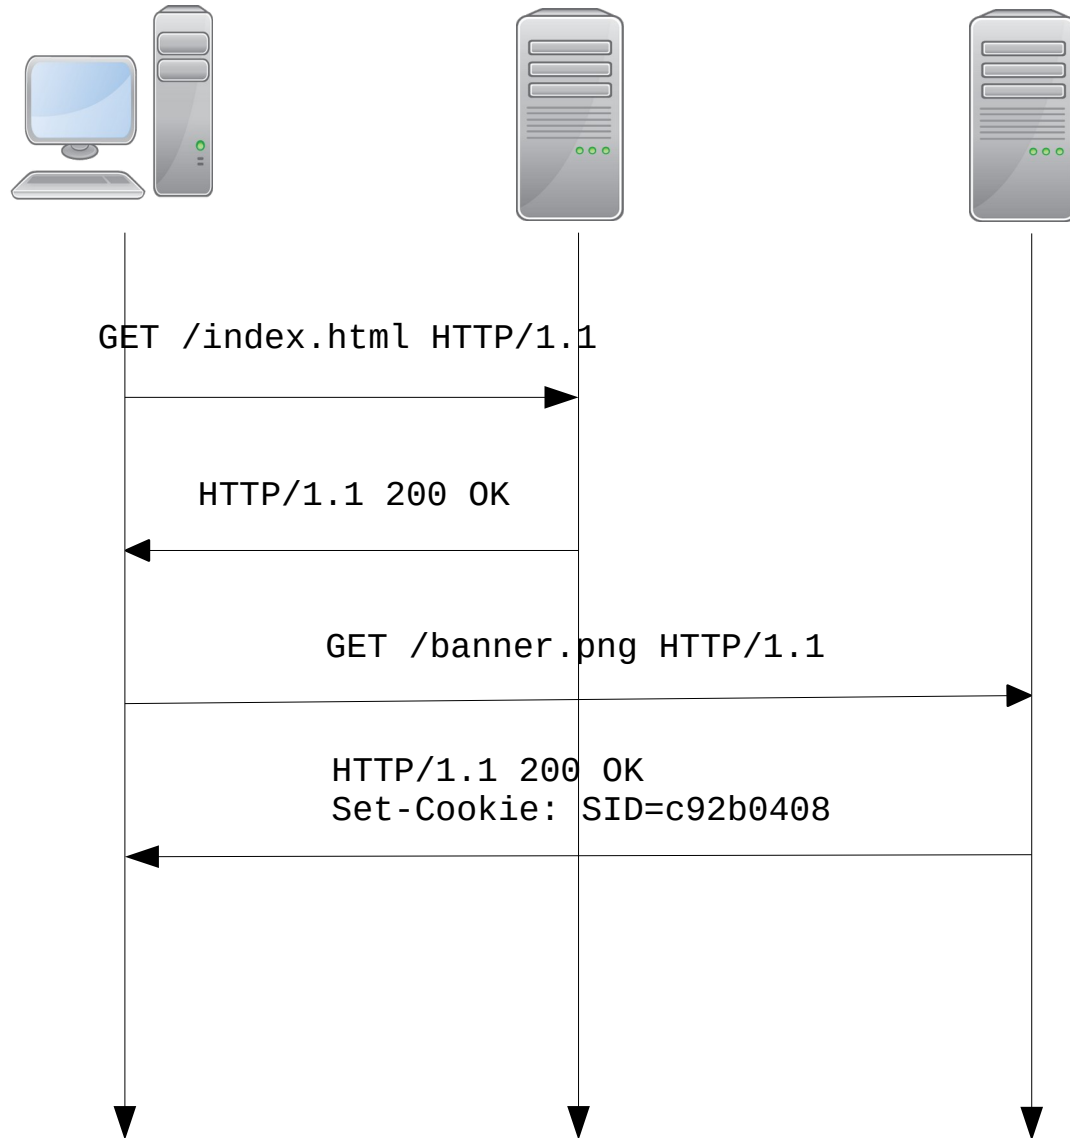 GET /index.html HTTP/1.1
HTTP/1.1 200 OK
GET /banner.png HTTP/1.1
HTTP/1.1 200 OK
Set-Cookie: SID=c92b0408